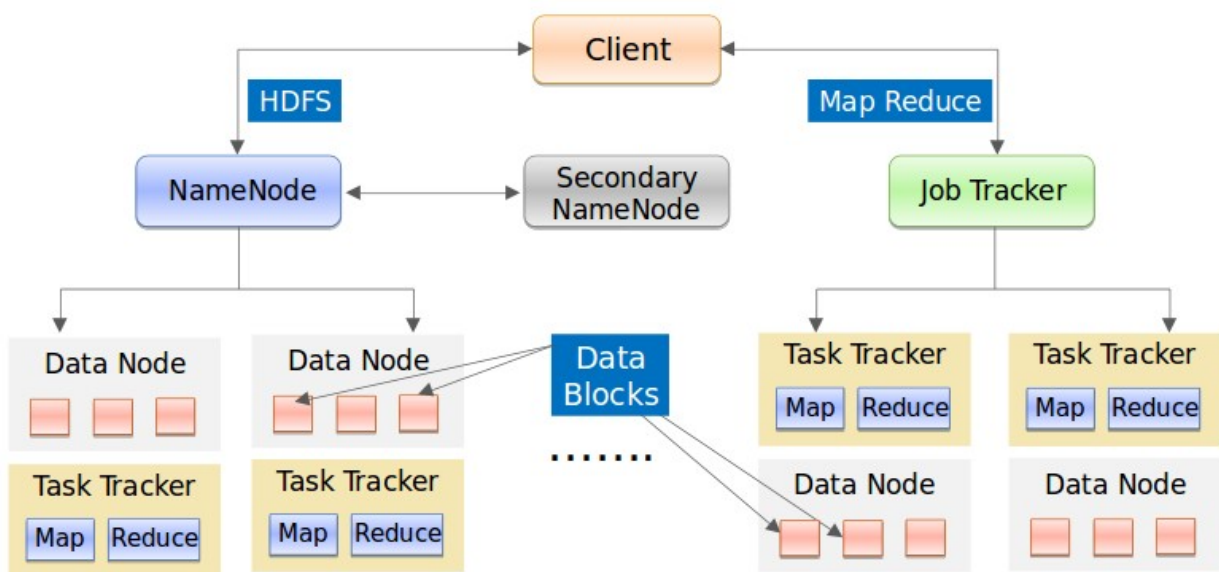 Client
HDFS
Map Reduce
NameNode
Secondary
NameNode
Job Tracker
Data Node
Data Node
Data
Blocks
Task Tracker
Map Reduce
Task Tracker
Map Reduce
.......
Task Tracker
Map Reduce
Task Tracker
Map Reduce
Data Node
Data Node